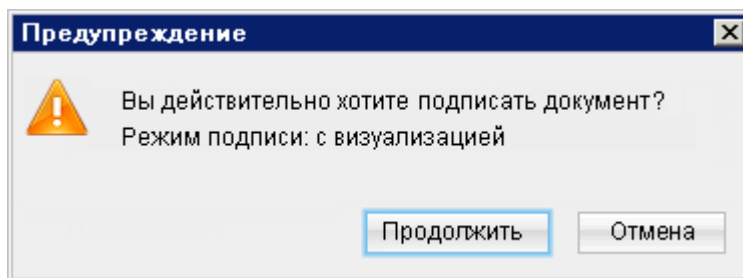 Предупреждение
Вы действительно хотите подписать документ?
Режим подписи: с визуализацией
Продолжить
Отмена